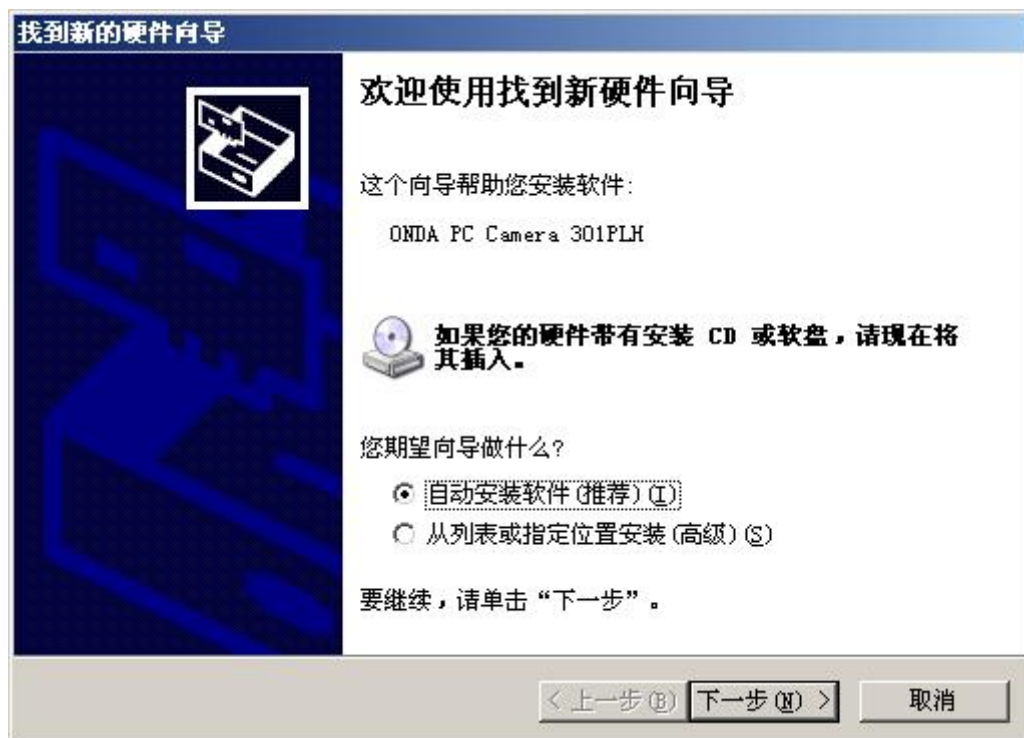 找到新的硬件向导
欢迎使用找到新硬件向导
这个向导帮助您安装软件:
ONDA PC Camera 301PLH
如果您的硬件带有安装 CD 或软盘，请现在将
其插入。
您期望向导做什么?
自动安装软件(推荐)(I)
从列表或指定位置安装(高级)(S)
要继续，请单击“下一步”。
< 上一步(B) 下一步(N) > 取消